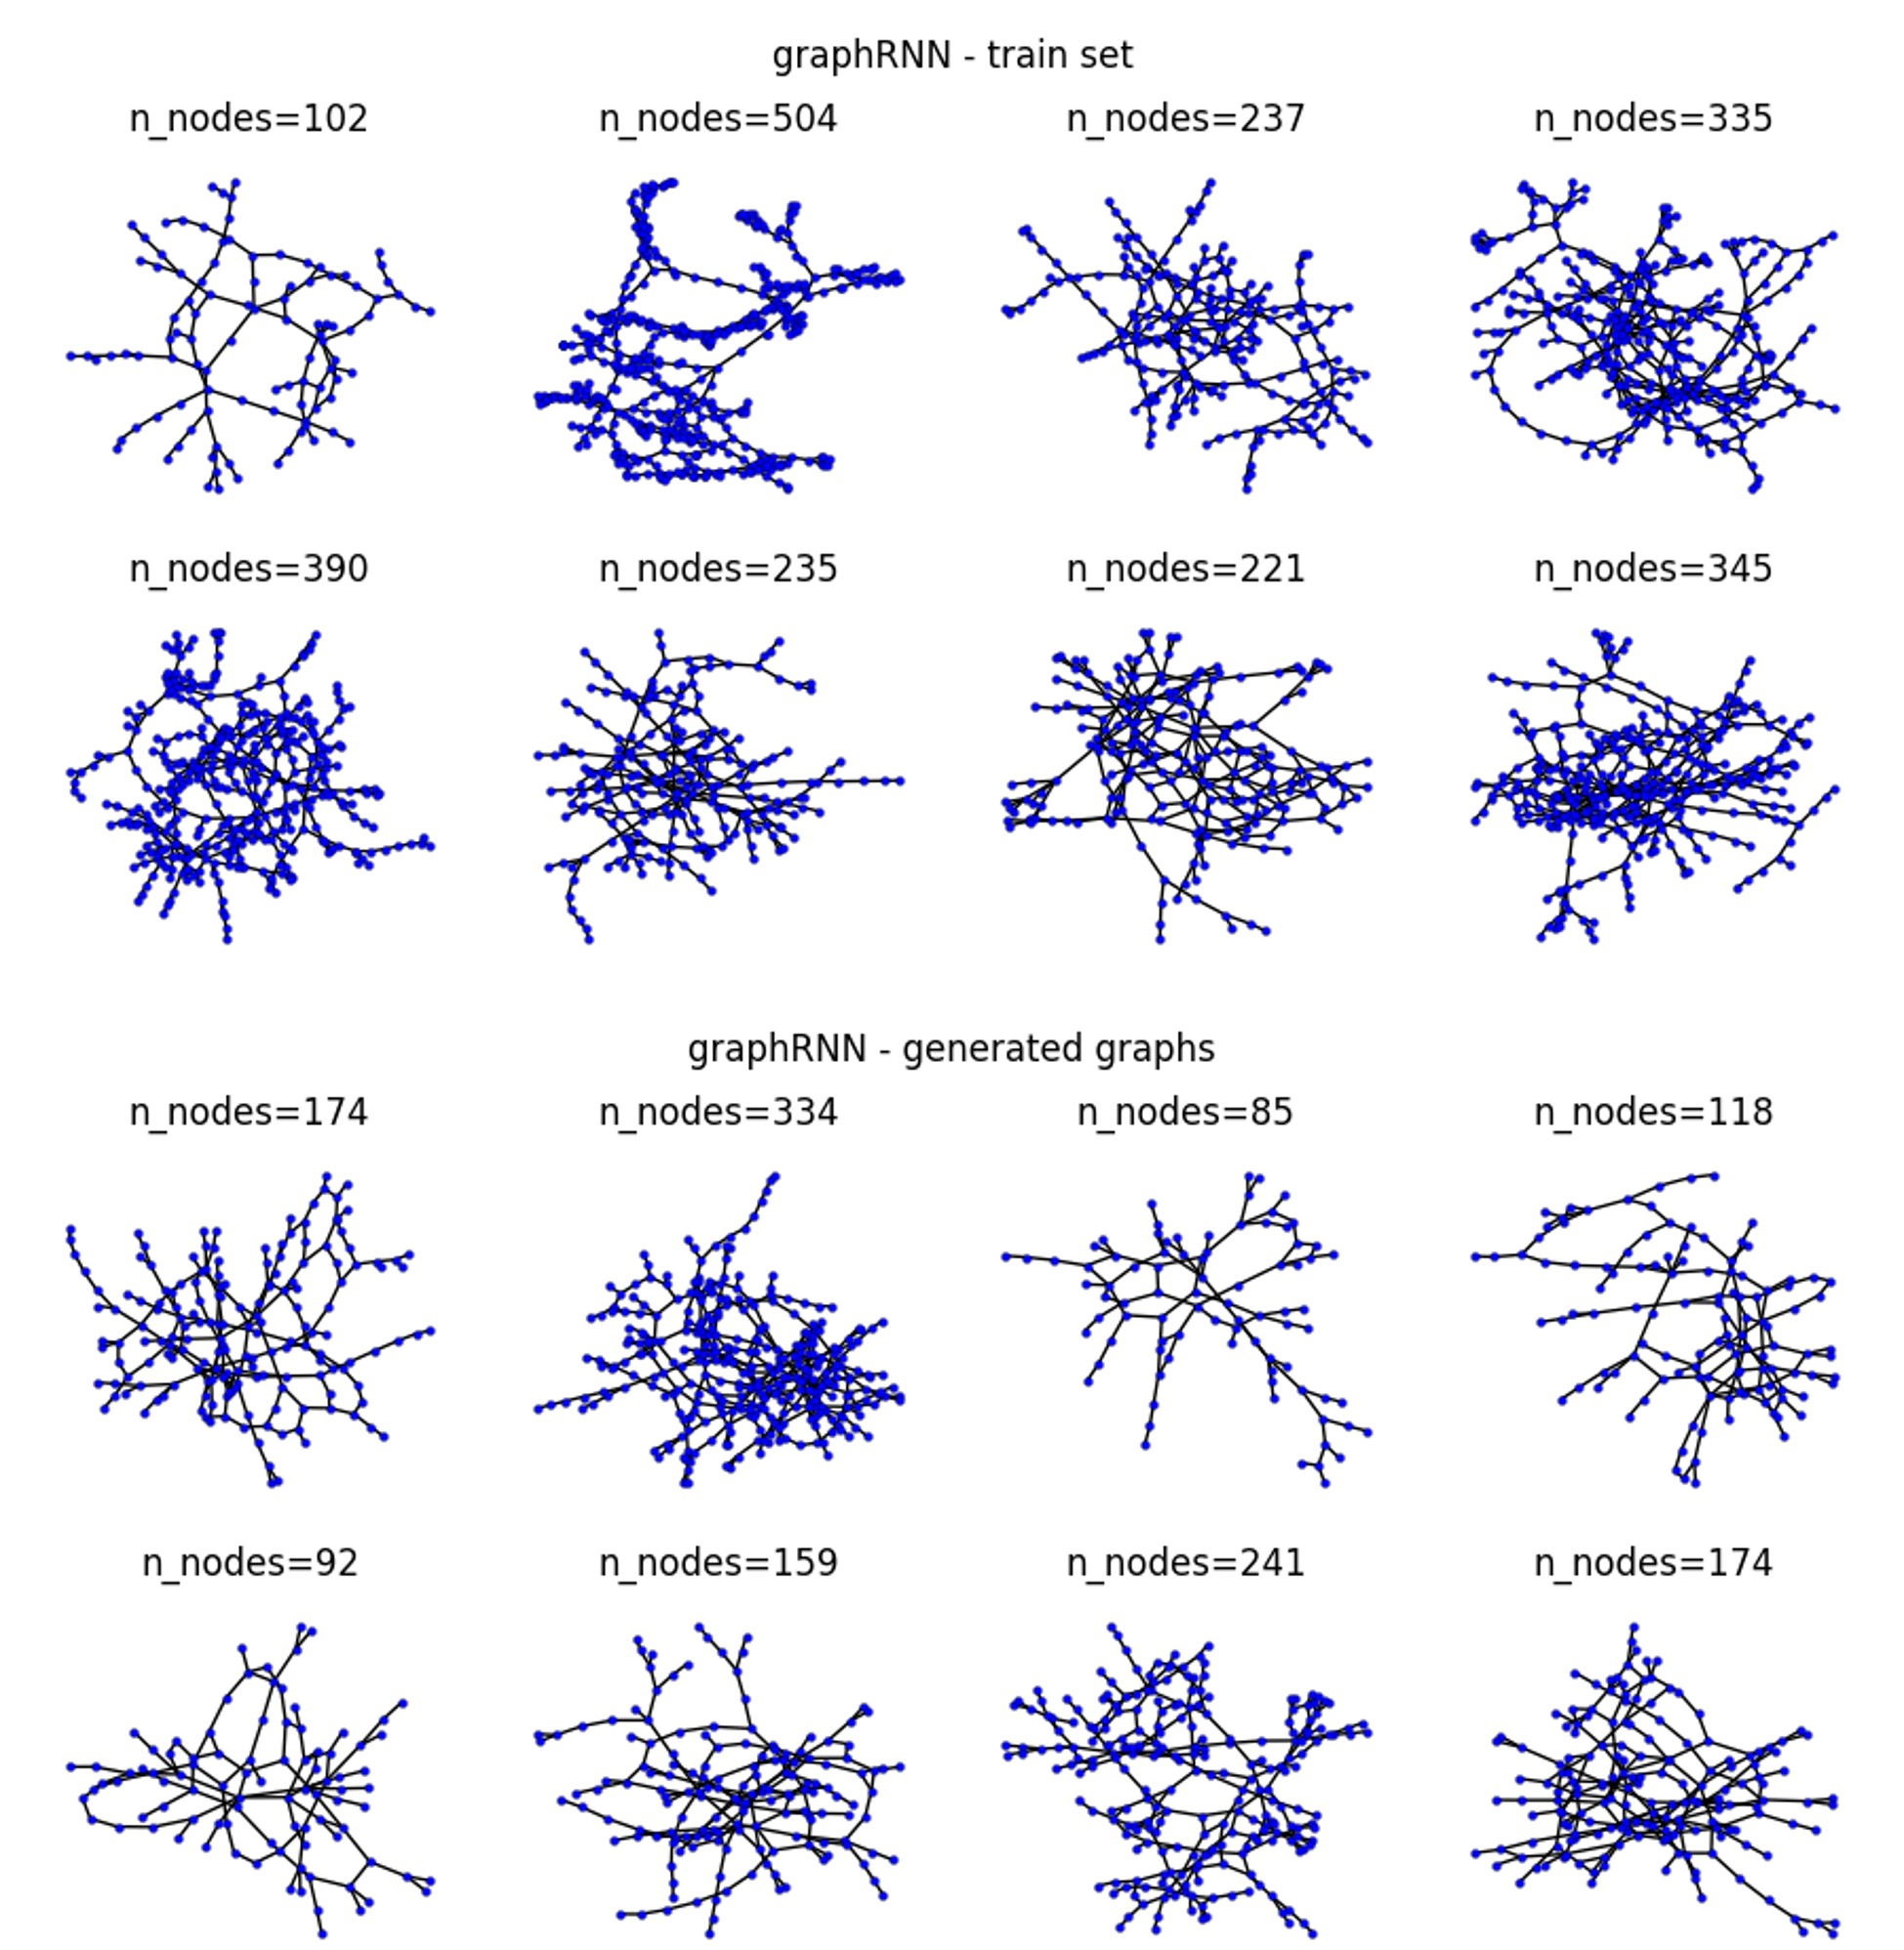 graphRNN - train set
n_nodes=102 n_nodes=504 n_nodes=237 n_nodes=335
n_nodes=390 n_nodes=235 n_nodes=221 n_nodes=345
graphRNN - generated graphs
n_nodes=174 n_nodes=334 n_nodes=85 n_nodes=118
n_nodes=92 n_nodes=159 n_nodes=241 n_nodes=174